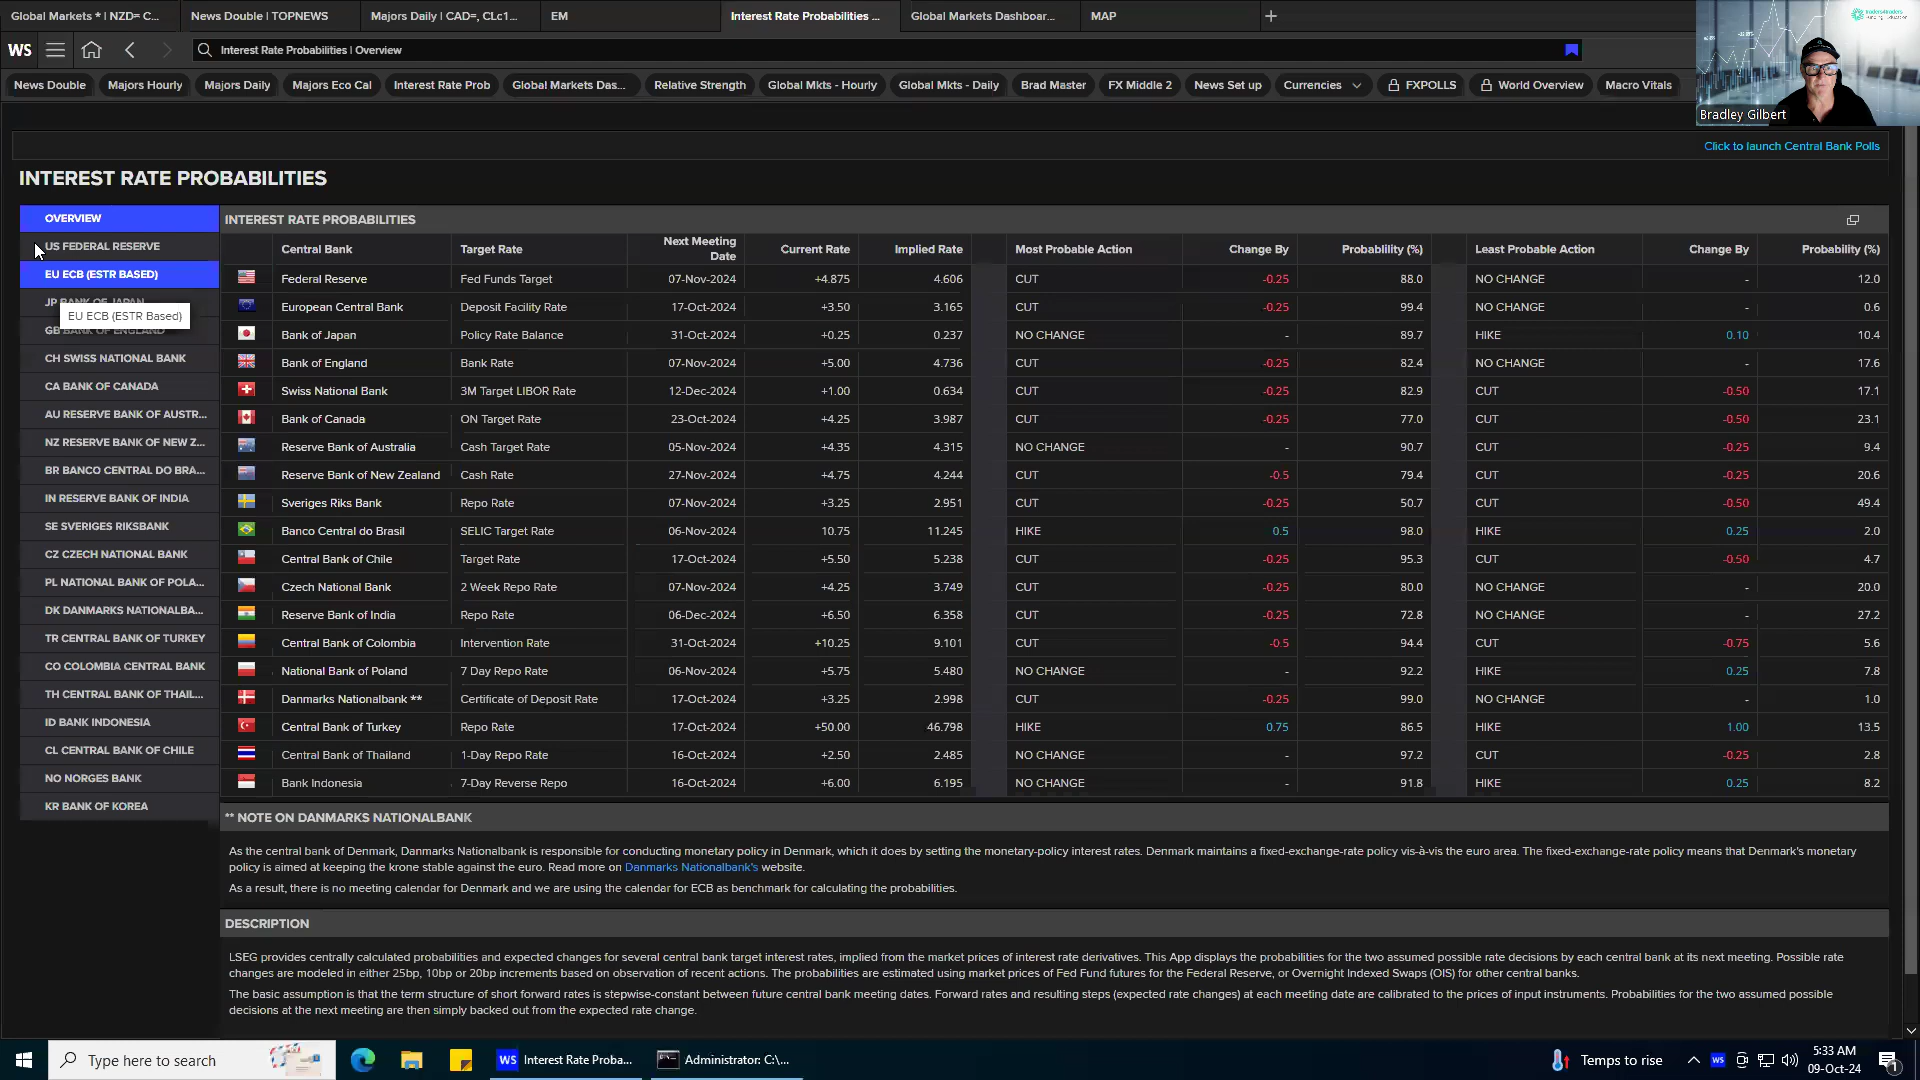 Global Markets * | NZD= C...
News Double | TOPNEWS
Majors Daily | CAD=, CLc1...
EM
Interest Rate Probabilities ...
Global Markets Dashboar...
MAP
WS
Interest Rate Probabilities | Overview
News Double
Majors Hourly
Majors Daily
Majors Eco Cal
Interest Rate Prob
Global Markets Das...
Relative Strength
Global Mkts - Hourly
Global Mkts - Daily
Brad Master
FX Middle 2
News Set up
Currencies
FXPOLLS
World Overview
Macro Vitals
Bradley Gilbert
Click to launch Central Bank Polls
INTEREST RATE PROBABILITIES
OVERVIEW
US FEDERAL RESERVE
EU ECB (ESTR BASED)
JP BANK OF JAPAN
EU ECB (ESTR Based)
GB BANK OF ENGLAND
CH SWISS NATIONAL BANK
CA BANK OF CANADA
AU RESERVE BANK OF AUSTR...
NZ RESERVE BANK OF NEW Z...
BR BANCO CENTRAL DO BRA...
IN RESERVE BANK OF INDIA
SE SVERIGES RIKSBANK
CZ CZECH NATIONAL BANK
PL NATIONAL BANK OF POLA...
DK DANMARKS NATIONALBA...
TR CENTRAL BANK OF TURKEY
CO COLOMBIA CENTRAL BANK
TH CENTRAL BANK OF THAIL...
ID BANK INDONESIA
CL CENTRAL BANK OF CHILE
NO NORGES BANK
KR BANK OF KOREA
INTEREST RATE PROBABILITIES
Central Bank Target Rate Next Meeting Date Current Rate Implied Rate Most Probable Action Change By Probablility (%) Least Probable Action Change By Probability (%)
Federal Reserve Fed Funds Target 07-Nov-2024 +4.875 4.606 CUT -0.25 88.0 NO CHANGE - 12.0
European Central Bank Deposit Facility Rate 17-Oct-2024 +3.50 3.165 CUT -0.25 99.4 NO CHANGE - 0.6
Bank of Japan Policy Rate Balance 31-Oct-2024 +0.25 0.237 NO CHANGE - 89.7 HIKE 0.10 10.4
Bank of England Bank Rate 07-Nov-2024 +5.00 4.736 CUT -0.25 82.4 NO CHANGE - 17.6
Swiss National Bank 3M Target LIBOR Rate 12-Dec-2024 +1.00 0.634 CUT -0.25 82.9 CUT -0.50 17.1
Bank of Canada ON Target Rate 23-Oct-2024 +4.25 3.987 CUT -0.25 77.0 CUT -0.50 23.1
Reserve Bank of Australia Cash Target Rate 05-Nov-2024 +4.35 4.315 NO CHANGE - 90.7 CUT -0.25 9.4
Reserve Bank of New Zealand Cash Rate 27-Nov-2024 +4.75 4.244 CUT -0.5 79.4 CUT -0.25 20.6
Sveriges Riks Bank Repo Rate 07-Nov-2024 +3.25 2.951 CUT -0.25 50.7 CUT -0.50 49.4
Banco Central do Brasil SELIC Target Rate 06-Nov-2024 10.75 11.245 HIKE 0.5 98.0 HIKE 0.25 2.0
Central Bank of Chile Target Rate 17-Oct-2024 +5.50 5.238 CUT -0.25 95.3 CUT -0.50 4.7
Czech National Bank 2 Week Repo Rate 07-Nov-2024 +4.25 3.749 CUT -0.25 80.0 NO CHANGE - 20.0
Reserve Bank of India Repo Rate 06-Dec-2024 +6.50 6.358 CUT -0.25 72.8 NO CHANGE - 27.2
Central Bank of Colombia Intervention Rate 31-Oct-2024 +10.25 9.101 CUT -0.5 94.4 CUT -0.75 5.6
National Bank of Poland 7 Day Repo Rate 06-Nov-2024 +5.75 5.480 NO CHANGE - 92.2 HIKE 0.25 7.8
Danmarks Nationalbank ** Certificate of Deposit Rate 17-Oct-2024 +3.25 2.998 CUT -0.25 99.0 NO CHANGE - 1.0
Central Bank of Turkey Repo Rate 17-Oct-2024 +50.00 46.798 HIKE 0.75 86.5 HIKE 1.00 13.5
Central Bank of Thailand 1-Day Repo Rate 16-Oct-2024 +2.50 2.485 NO CHANGE - 97.2 CUT -0.25 2.8
Bank Indonesia 7-Day Reverse Repo 16-Oct-2024 +6.00 6.195 NO CHANGE - 91.8 HIKE 0.25 8.2
** NOTE ON DANMARKS NATIONALBANK
As the central bank of Denmark, Danmarks Nationalbank is responsible for conducting monetary policy in Denmark, which it does by setting the monetary-policy interest rates. Denmark maintains a fixed-exchange-rate policy vis-à-vis the euro area. The fixed-exchange-rate policy means that Denmark's monetary
policy is aimed at keeping the krone stable against the euro. Read more on Danmarks Nationalbank's website.
As a result, there is no meeting calendar for Denmark and we are using the calendar for ECB as benchmark for calculating the probabilities.
DESCRIPTION
LSEG provides centrally calculated probabilities and expected changes for several central bank target interest rates, implied from the market prices of interest rate derivatives. This App displays the probabilities for the two assumed possible rate decisions by each central bank at its next meeting. Possible rate
changes are modeled in either 25bp, 10bp or 20bp increments based on observation of recent actions. The probabilities are estimated using market prices of Fed Fund futures for the Federal Reserve, or Overnight Indexed Swaps (OIS) for other central banks.
The basic assumption is that the term structure of short forward rates is stepwise-constant between future central bank meeting dates. Forward rates and resulting steps (expected rate changes) at each meeting date are calibrated to the prices of input instruments. Probabilities for the two assumed possible
decisions at the next meeting are then simply backed out from the expected rate change.
Type here to search
WS Interest Rate Proba...
Administrator: C:\...
Temps to rise
WS
5:33 AM
09-Oct-24
1